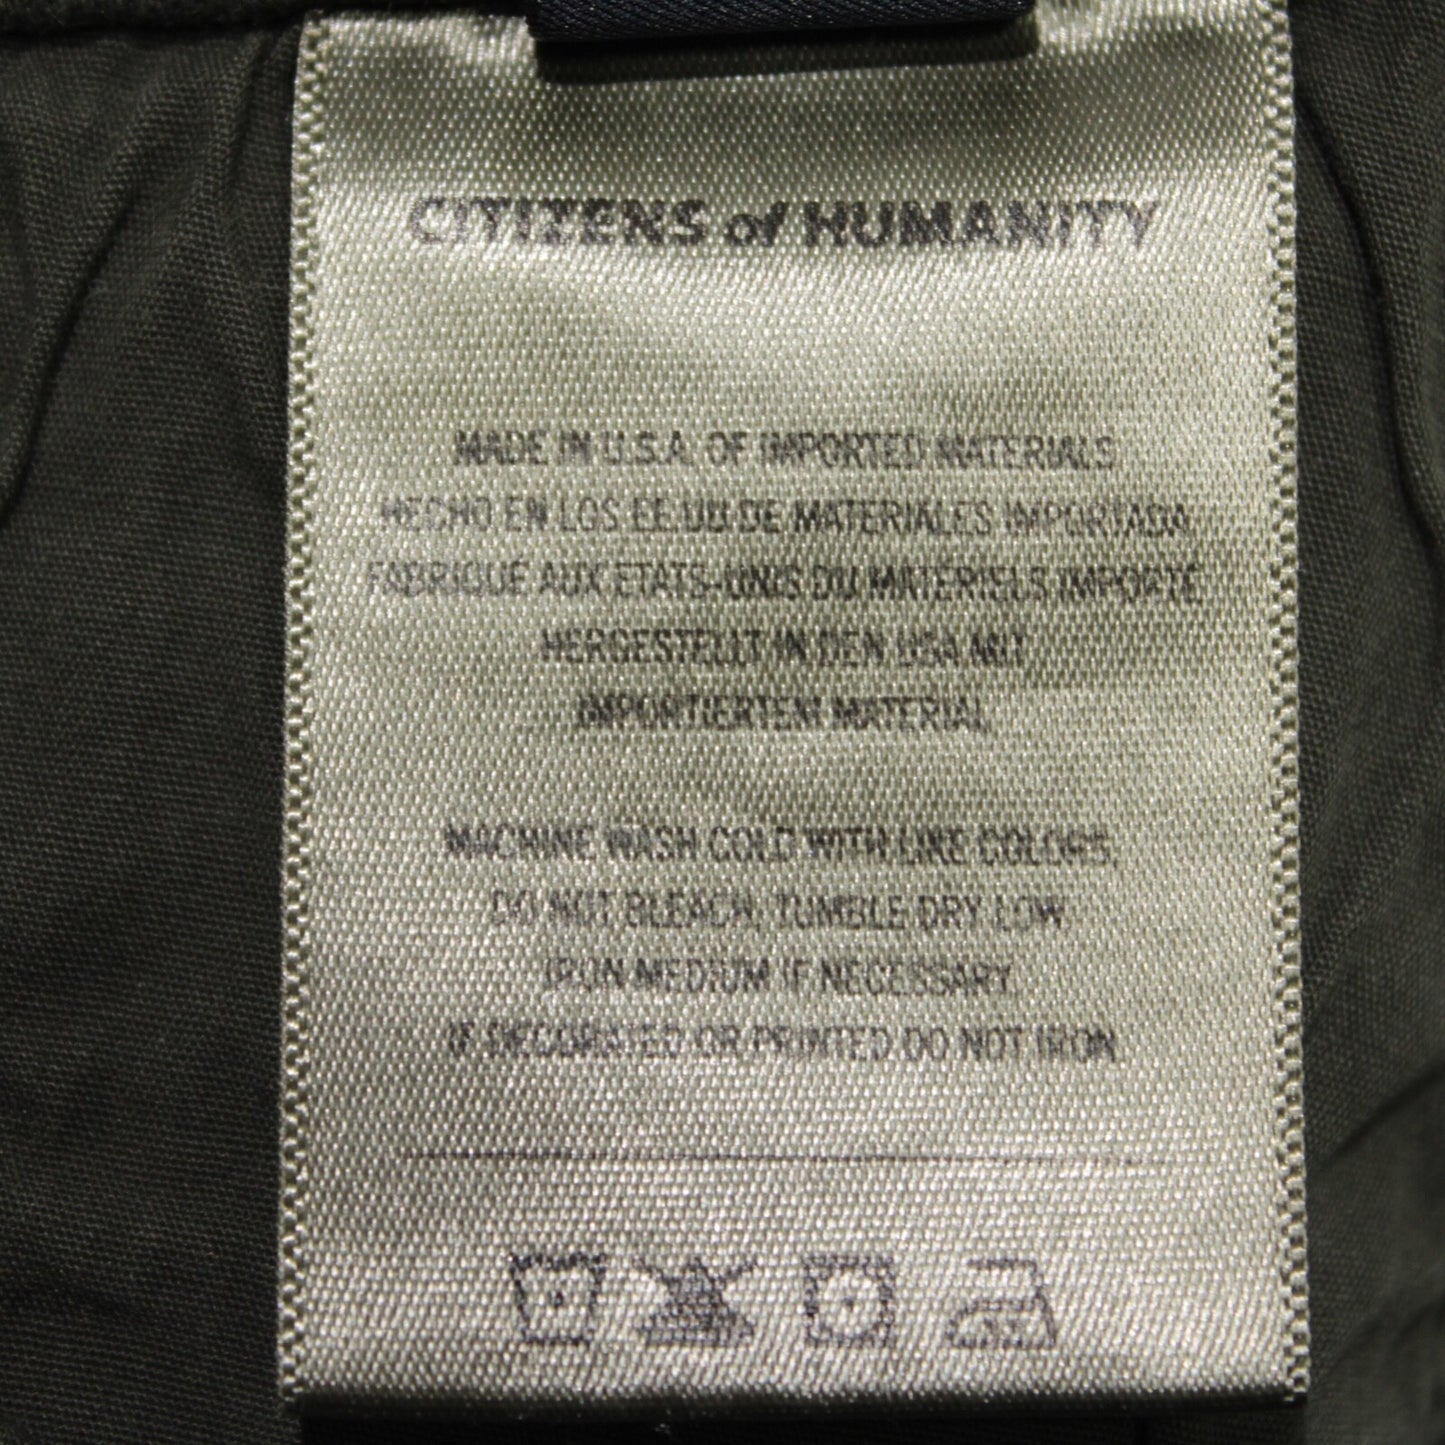 CITIZENS of HUMANITY
MADE IN U.S.A. OF IMPORTED MATERIALS
HECHO EN LOS EE.UU.DE MATERIALES IMPORTADA
FABRIQUÉ AUX ETATS-UNIS DU MATÉRIELS IMPORTÉ
HERGESTELLT IN DEN USA MIT
IMPORTIERTEM MATERIAL
MACHINE WASH COLD WITH LIKE COLORS,
DO NOT BLEACH, TUMBLE DRY LOW
IRON MEDIUM IF NECESSARY
IF DECORATED OR PRINTED DO NOT IRON